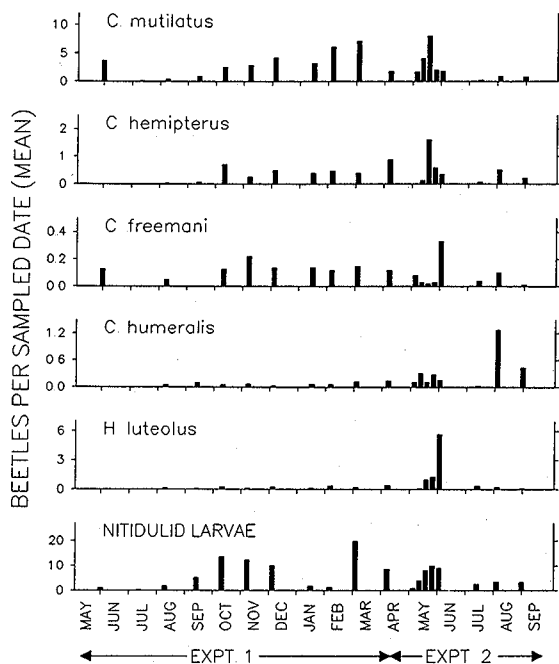 BEETLES PER SAMPLED DATE (MEAN)
C. mutilatus
10
5
0
C hemipterus
2
1
0
C freemani
0.4
0.2
0.0
C. humeralis
1.2
0.6
0.0
H luteolus
6
3
0
NITIDULID LARVAE
20
10
0
MAY JUN JUL AUG SEP OCT NOV DEC JAN FEB MAR APR MAY JUN JUL AUG SEP
EXPT. 1 EXPT 2